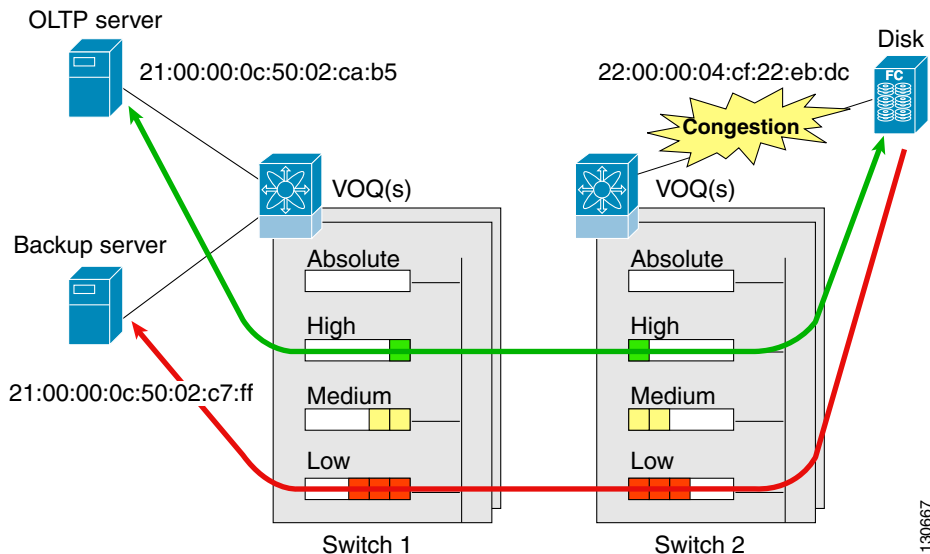 OLTP server
21:00:00:0c:50:02:ca:b5
22:00:00:04:cf:22:eb:dc
Disk
FC
Congestion
VOQ(s)
VOQ(s)
Backup server
21:00:00:0c:50:02:c7:ff
Absolute
High
Medium
Low
Switch 1
Absolute
High
Medium
Low
Switch 2
130667